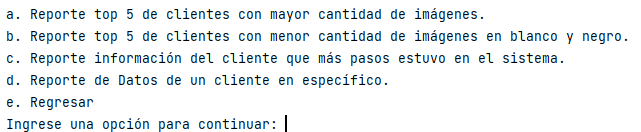 a. Reporte top 5 de clientes con mayor cantidad de imágenes.
b. Reporte top 5 de clientes con menor cantidad de imágenes en blanco y negro.
c. Reporte información del cliente que más pasos estuvo en el sistema.
d. Reporte de Datos de un cliente en específico.
e. Regresar
Ingrese una opción para continuar: